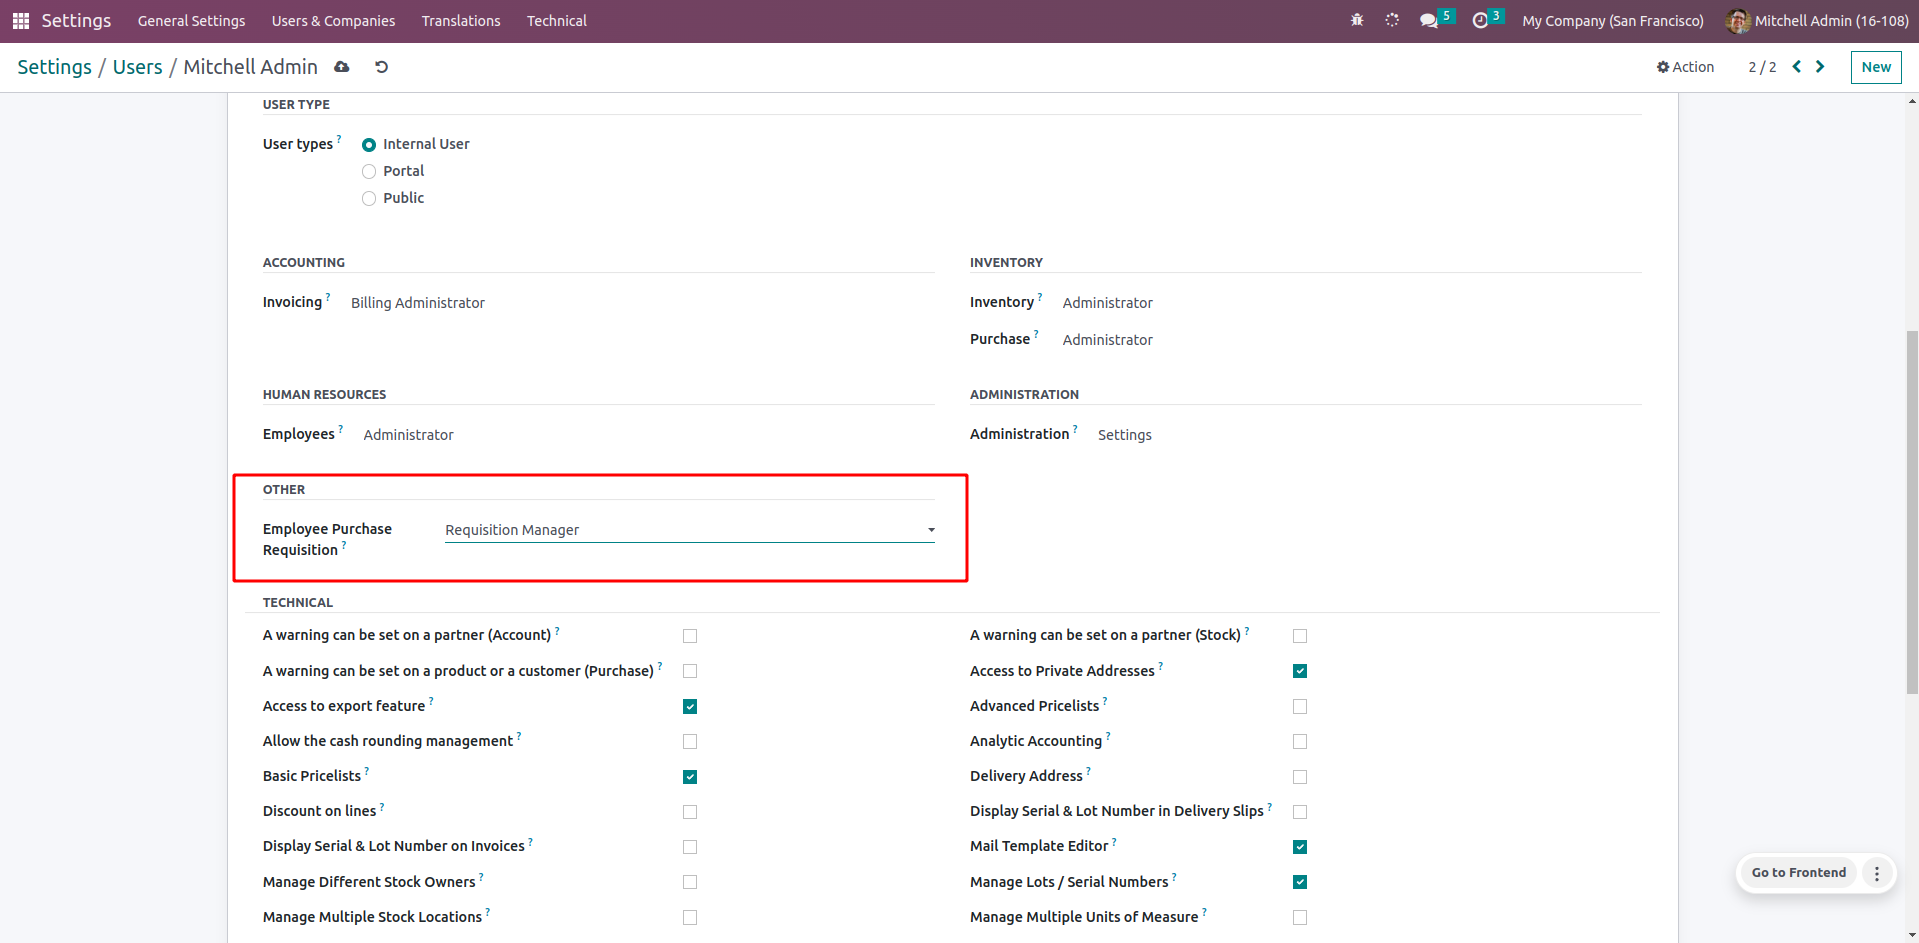 Settings General Settings Users & Companies Translations Technical 5 3 My Company (San Francisco) Mitchell Admin (16-108)
Settings / Users / Mitchell Admin Action 2 / 2 New
USER TYPE
User types ? Internal User
Portal
Public
ACCOUNTING INVENTORY
Invoicing ? Billing Administrator Inventory ? Administrator
Purchase ? Administrator
HUMAN RESOURCES ADMINISTRATION
Employees ? Administrator Administration ? Settings
OTHER
Employee Purchase Requisition Manager
Requisition ?
TECHNICAL
A warning can be set on a partner (Account) ? A warning can be set on a partner (Stock) ?
A warning can be set on a product or a customer (Purchase) ? Access to Private Addresses ?
Access to export feature ? Advanced Pricelists ?
Allow the cash rounding management ? Analytic Accounting ?
Basic Pricelists ? Delivery Address ?
Discount on lines ? Display Serial & Lot Number in Delivery Slips ?
Display Serial & Lot Number on Invoices ? Mail Template Editor ?
Manage Different Stock Owners ? Manage Lots / Serial Numbers ?
Go to Frontend
Manage Multiple Stock Locations ? Manage Multiple Units of Measure ?